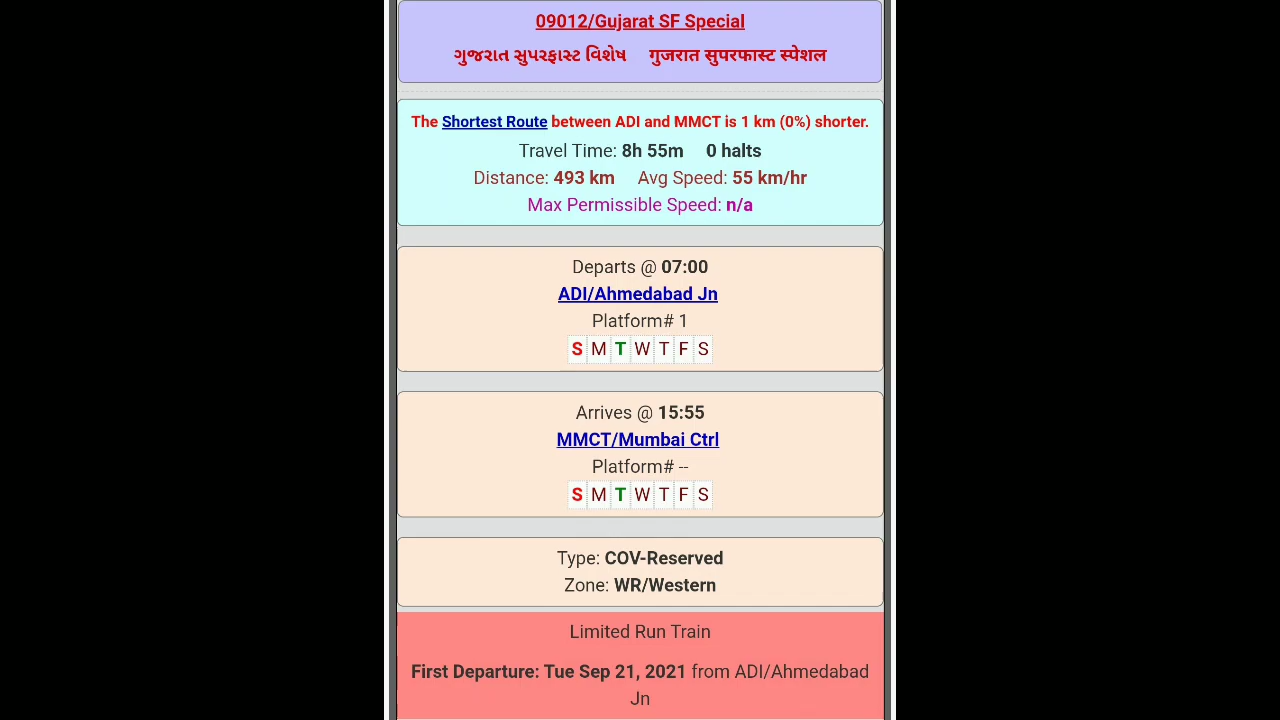 09012/Gujarat SF Special
ગુજરાત સુપરફાસ્ટ વિશેષ गुजरात सुपरफास्ट स्पेशल
The Shortest Route between ADI and MMCT is 1 km (0%) shorter.
Travel Time: 8h 55m 0 halts
Distance: 493 km Avg Speed: 55 km/hr
Max Permissible Speed: n/a
Departs @ 07:00
ADI/Ahmedabad Jn
Platform# 1
S M T W T F S
Arrives @ 15:55
MMCT/Mumbai Ctrl
Platform# --
S M T W T F S
Type: COV-Reserved
Zone: WR/Western
Limited Run Train
First Departure: Tue Sep 21, 2021 from ADI/Ahmedabad
Jn